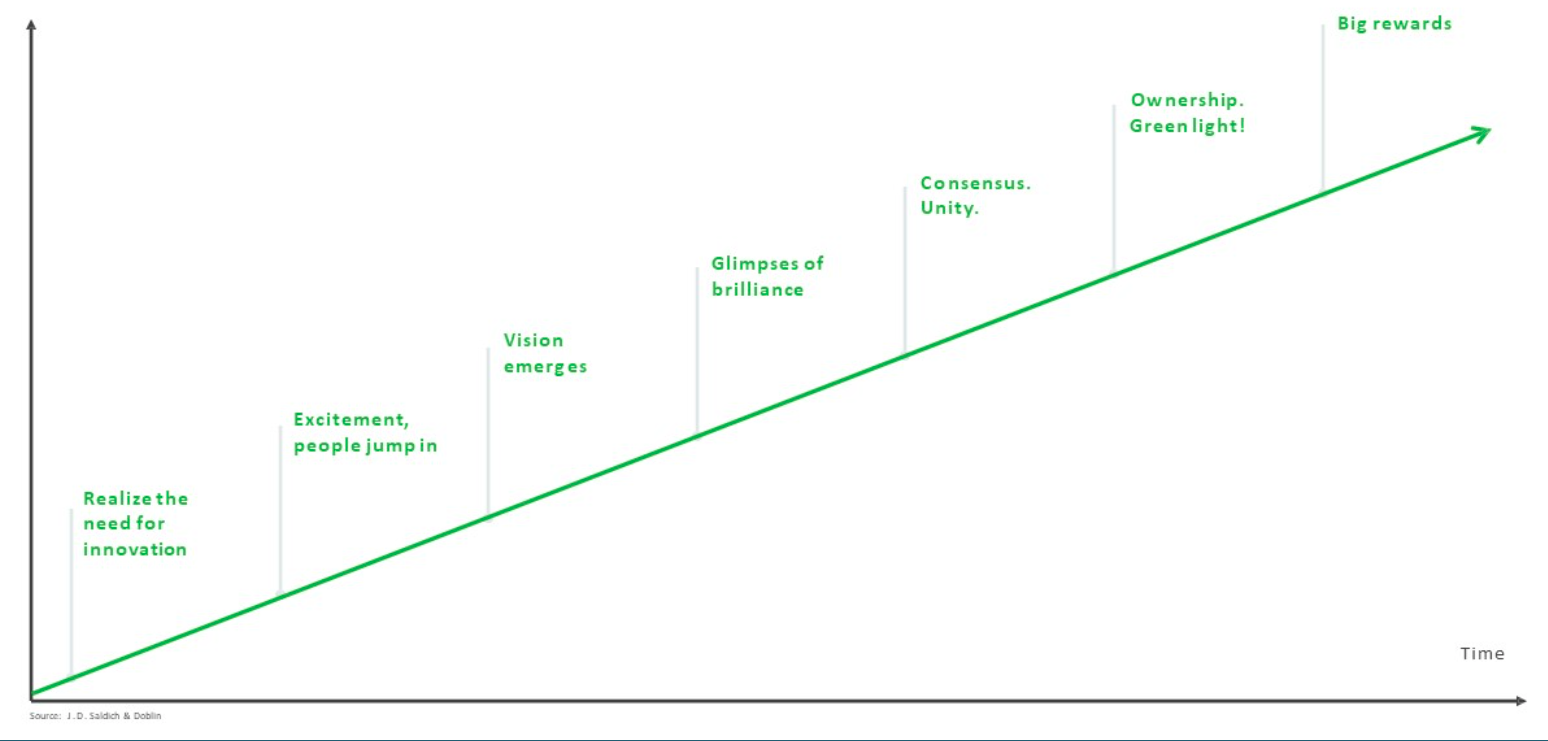 Big rewards
Ownership.
Green light!
Consensus.
Unity.
Glimpses of
brilliance
Vision
emerges
Excitement,
people jump in
Realize the
need for
innovation
Time
Source: J.D. Saldich & Doblin